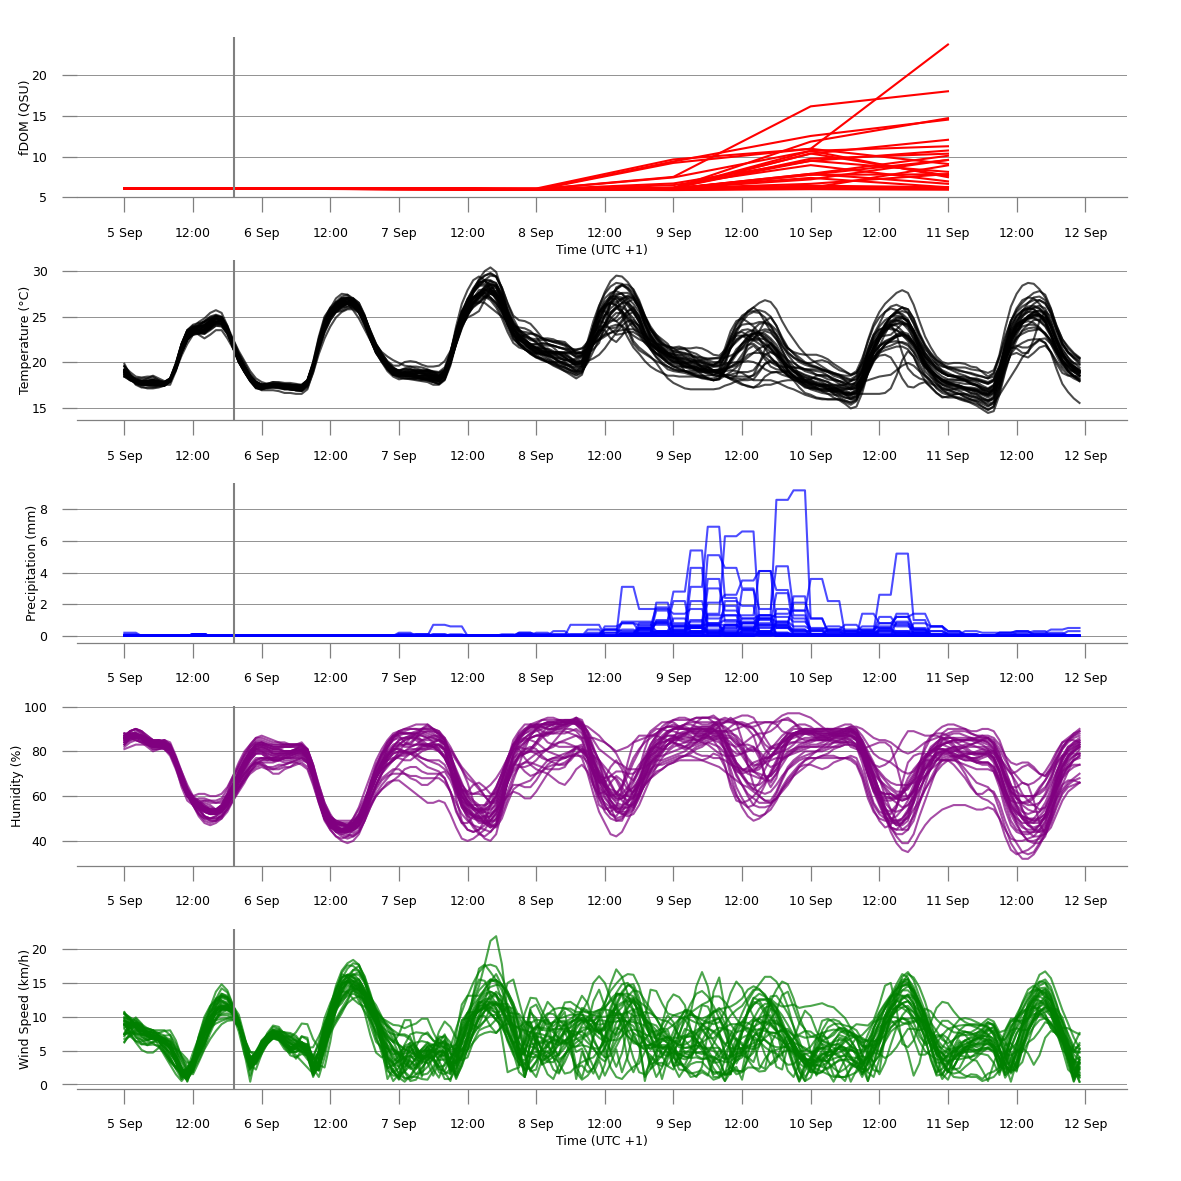 fDOM (QSU)
20
15
10
5
5 Sep 12:00 6 Sep 12:00 7 Sep 12:00 8 Sep 12:00 9 Sep 12:00 10 Sep 12:00 11 Sep 12:00 12 Sep
Time (UTC +1)
Temperature (°C)
30
25
20
15
5 Sep 12:00 6 Sep 12:00 7 Sep 12:00 8 Sep 12:00 9 Sep 12:00 10 Sep 12:00 11 Sep 12:00 12 Sep
Precipitation (mm)
8
6
4
2
0
5 Sep 12:00 6 Sep 12:00 7 Sep 12:00 8 Sep 12:00 9 Sep 12:00 10 Sep 12:00 11 Sep 12:00 12 Sep
Humidity (%)
100
80
60
40
5 Sep 12:00 6 Sep 12:00 7 Sep 12:00 8 Sep 12:00 9 Sep 12:00 10 Sep 12:00 11 Sep 12:00 12 Sep
Wind Speed (km/h)
20
15
10
5
0
5 Sep 12:00 6 Sep 12:00 7 Sep 12:00 8 Sep 12:00 9 Sep 12:00 10 Sep 12:00 11 Sep 12:00 12 Sep
Time (UTC +1)